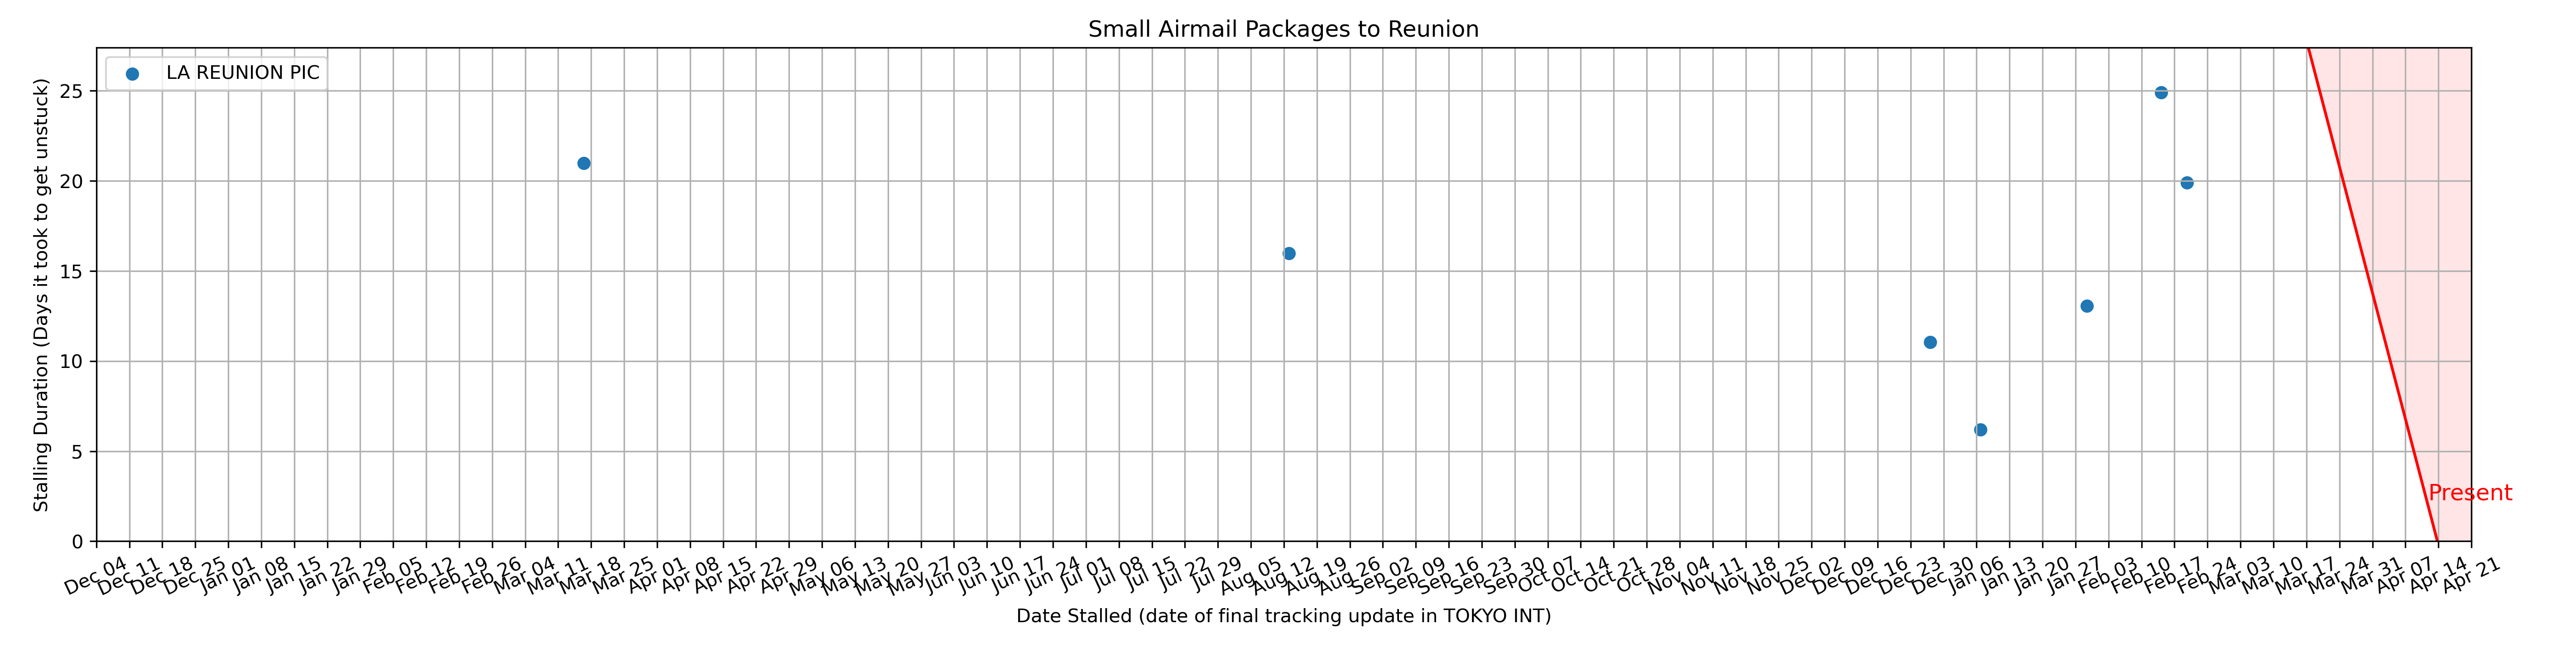 Small Airmail Packages to Reunion
LA REUNION PIC
Stalling Duration (Days it took to get unstuck)
25
20
15
10
5
0
Present
Dec 04 Dec 11 Dec 18 Dec 25 Jan 01 Jan 08 Jan 15 Jan 22 Jan 29 Feb 05 Feb 12 Feb 19 Feb 26 Mar 04 Mar 11 Mar 18 Mar 25 Apr 01 Apr 08 Apr 15 Apr 22 Apr 29 May 06 May 13 May 20 May 27 Jun 03 Jun 10 Jun 17 Jun 24 Jul 01 Jul 08 Jul 15 Jul 22 Jul 29 Aug 05 Aug 12 Aug 19 Aug 26 Sep 02 Sep 09 Sep 16 Sep 23 Sep 30 Oct 07 Oct 14 Oct 21 Oct 28 Nov 04 Nov 11 Nov 18 Nov 25 Dec 02 Dec 09 Dec 16 Dec 23 Dec 30 Jan 06 Jan 13 Jan 20 Jan 27 Feb 03 Feb 10 Feb 17 Feb 24 Mar 03 Mar 10 Mar 17 Mar 24 Mar 31 Apr 07 Apr 14 Apr 21
Date Stalled (date of final tracking update in TOKYO INT)